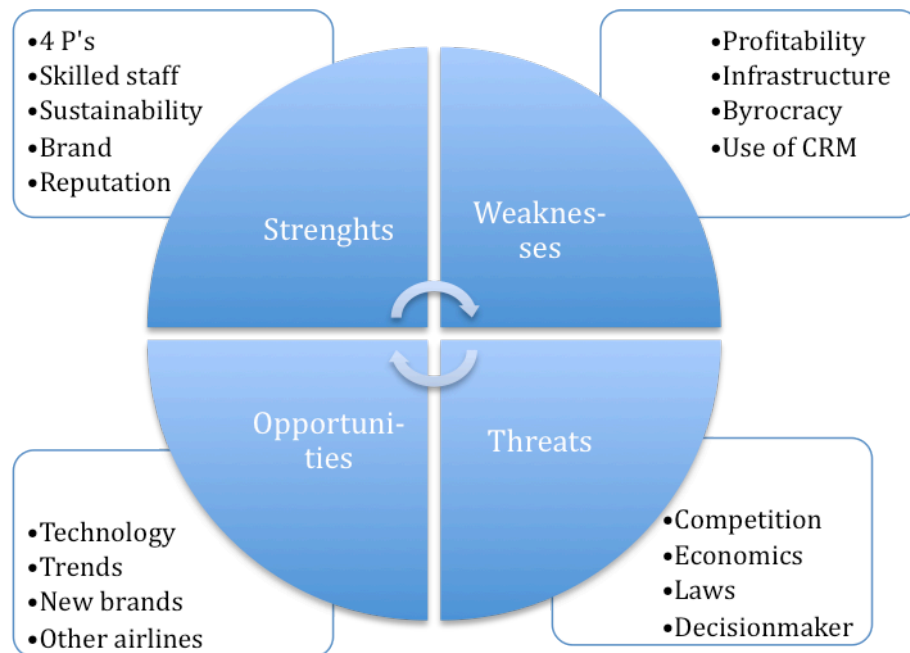 •4 P's
•Skilled staff
•Sustainability
•Brand
•Reputation
•Profitability
•Infrastructure
•Byrocracy
•Use of CRM
Strenghts
Weaknes-
ses
Opportuni-
ties
Threats
•Technology
•Trends
•New brands
•Other airlines
•Competition
•Economics
•Laws
•Decisionmaker